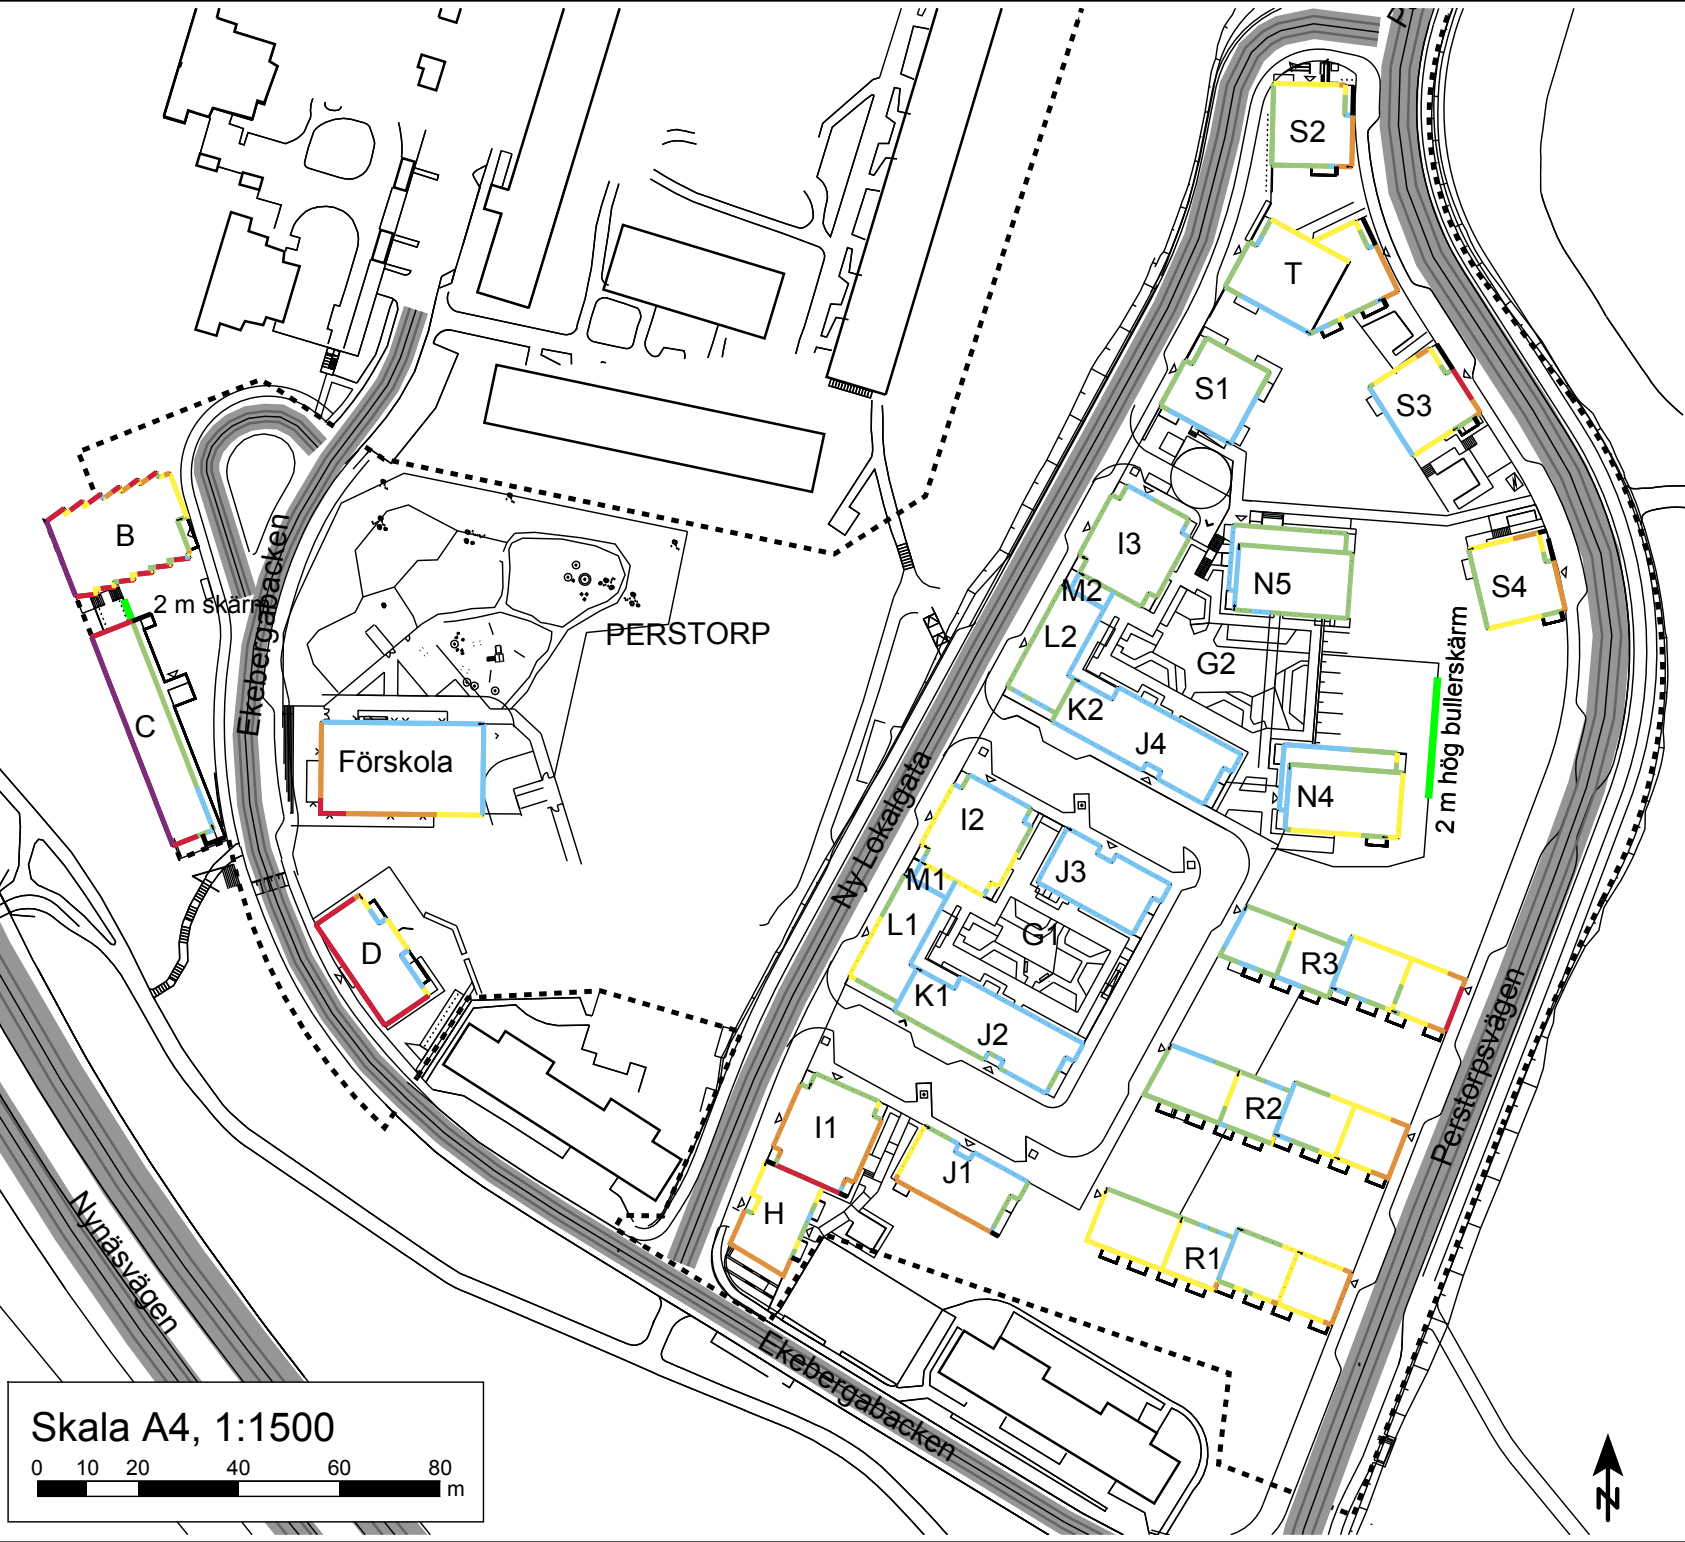 P
S2
T
S1
S3
I3
B
N5
S4
M2
2 m skärm
Ekebergabacken
PERSTORP
L2
G2
K2
C
J4
Förskola
2 m hög bullerskärm
N4
I2
Ny Lokalgata
J3
M1
L1
G1
D
R3
K1
J2
Perstorpsvägen
R2
I1
J1
H
R1
Nynäsvägen
Ekebergabacken
Skala A4, 1:1500
0 10 20 40 60 80
m
N